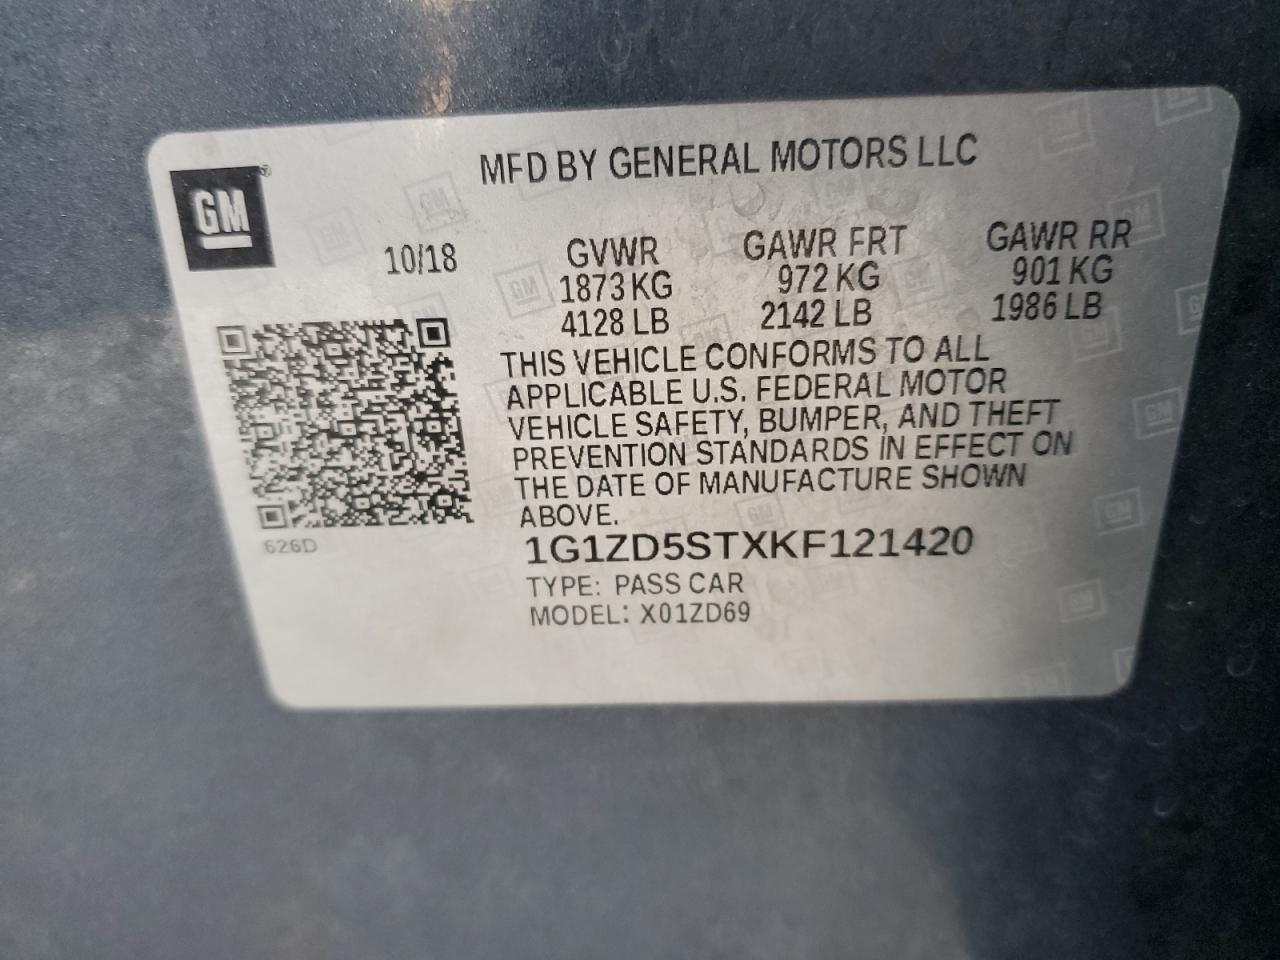 GM
MFD BY GENERAL MOTORS LLC
10/18
GVWR GAWR FRT GAWR RR
1873 KG 972 KG 901 KG
4128 LB 2142 LB 1986 LB
THIS VEHICLE CONFORMS TO ALL
APPLICABLE U.S. FEDERAL MOTOR
VEHICLE SAFETY, BUMPER, AND THEFT
PREVENTION STANDARDS IN EFFECT ON
THE DATE OF MANUFACTURE SHOWN
ABOVE.
626D
1G1ZD5STXKF121420
TYPE: PASS CAR
MODEL: X01ZD69